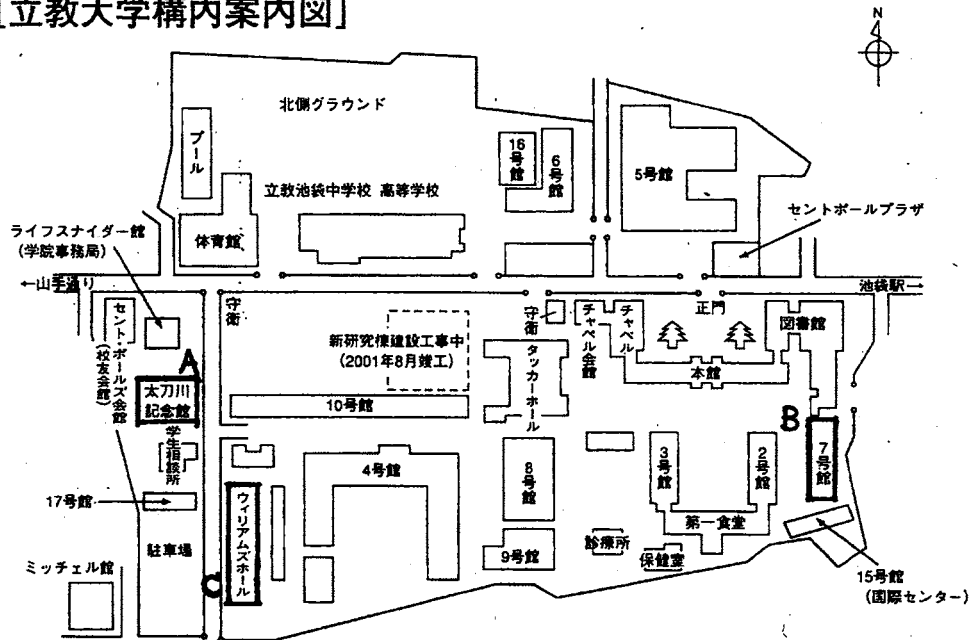 [立教大学構内案内図]
N
北側グラウンド
プール
16号館
6号館
5号館
立教池袋中学校 高等学校
セントポールプラザ
ライフスナイダー館
(学院事務局)
体育館
←山手通り
池袋駅→
守衛
守衛
正門
セント・ポールズ会館
(校友会館)
新研究棟建設工事中
(2001年8月竣工)
チャペル会館
チャペル
図書館
本館
タッカーホール
A
太刀川
記念館
10号館
学生相談所
B
7号館
4号館
8号館
3号館
2号館
17号館
ウィリアムズホール
第一食堂
駐車場
診療所
保健室
9号館
ミッチェル館
C
15号館
(国際センター)